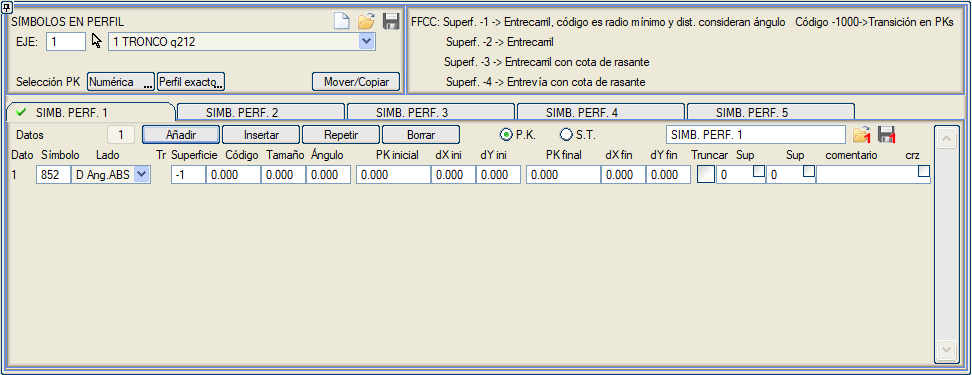 SÍMBOLOS EN PERFIL
EJE: 1 1 TRONCO q212
Selección PK Numérica ... Perfil exacto... Mover/Copiar
FFCC: Superf. -1 -> Entrecarril, código es radio mínimo y dist. consideran ángulo Código -1000->Transición en PKs
Superf. -2 -> Entrecarril
Superf. -3 -> Entrecarril con cota de rasante
Superf. -4 -> Entrevía con cota de rasante
SIMB. PERF. 1 SIMB. PERF. 2 SIMB. PERF. 3 SIMB. PERF. 4 SIMB. PERF. 5
Datos 1 Añadir Insertar Repetir Borrar P.K. S.T. SIMB. PERF. 1 1 1
Dato Símbolo Lado Tr Superficie Código Tamaño Ángulo PK inicial dX ini dY ini PK final dX fin dY fin Truncar Sup Sup comentario crz
1 852 D Ang.ABS -1 0.000 0.000 0.000 0.000 0.000 0.000 0.000 0.000 0.000 0 0